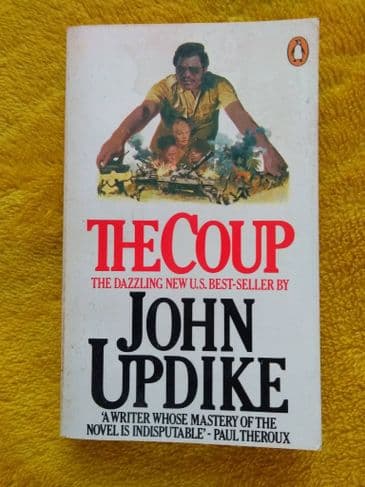 THE COUP
THE DAZZLING NEW U.S. BEST-SELLER BY
JOHN
UPDIKE
'A WRITER WHOSE MASTERY OF THE
NOVEL IS INDISPUTABLE' - PAUL THEROUX